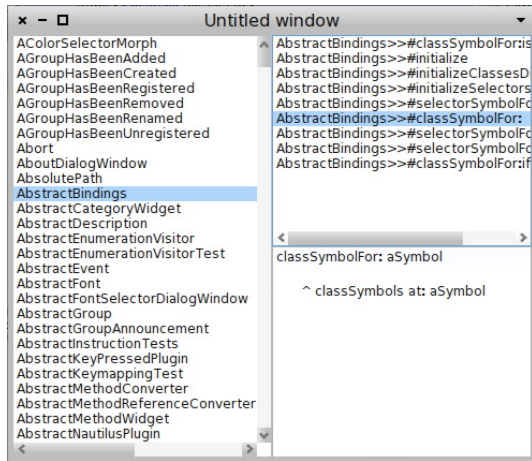 Untitled window
AColorSelectorMorph
AGroupHasBeenAdded
AGroupHasBeenCreated
AGroupHasBeenRegistered
AGroupHasBeenRemoved
AGroupHasBeenRenamed
AGroupHasBeenUnregistered
Abort
AboutDialogWindow
AbsolutePath
AbstractBindings
AbstractCategoryWidget
AbstractDescription
AbstractEnumerationVisitor
AbstractEnumerationVisitorTest
AbstractEvent
AbstractFont
AbstractFontSelectorDialogWindow
AbstractGroup
AbstractGroupAnnouncement
AbstractInstructionTests
AbstractKeyPressedPlugin
AbstractKeymappingTest
AbstractMethodConverter
AbstractMethodReferenceConverter
AbstractMethodWidget
AbstractNautilusPlugin
AbstractBindings>>#classSymbolFor:is
AbstractBindings>>#initialize
AbstractBindings>>#initializeClassesD
AbstractBindings>>#initializeSelectors
AbstractBindings>>#selectorSymbolFo
AbstractBindings>>#classSymbolFor:
AbstractBindings>>#selectorSymbolFo
AbstractBindings>>#selectorSymbolFo
AbstractBindings>>#classSymbolFor:if
classSymbolFor: aSymbol
^ classSymbols at: aSymbol